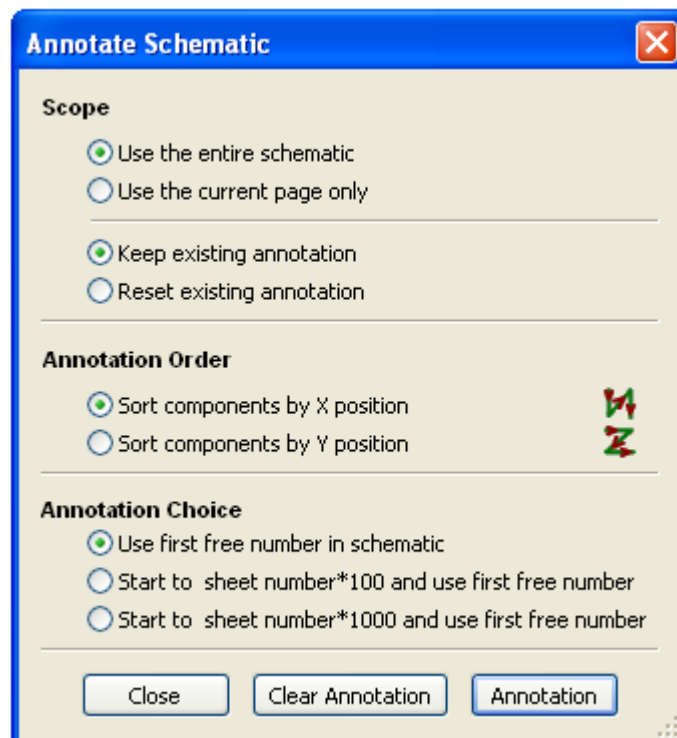 Annotate Schematic
Scope
Use the entire schematic
Use the current page only
Keep existing annotation
Reset existing annotation
Annotation Order
Sort components by X position
Sort components by Y position
Annotation Choice
Use first free number in schematic
Start to  sheet number*100 and use first free number
Start to  sheet number*1000 and use first free number
Close Clear Annotation Annotation